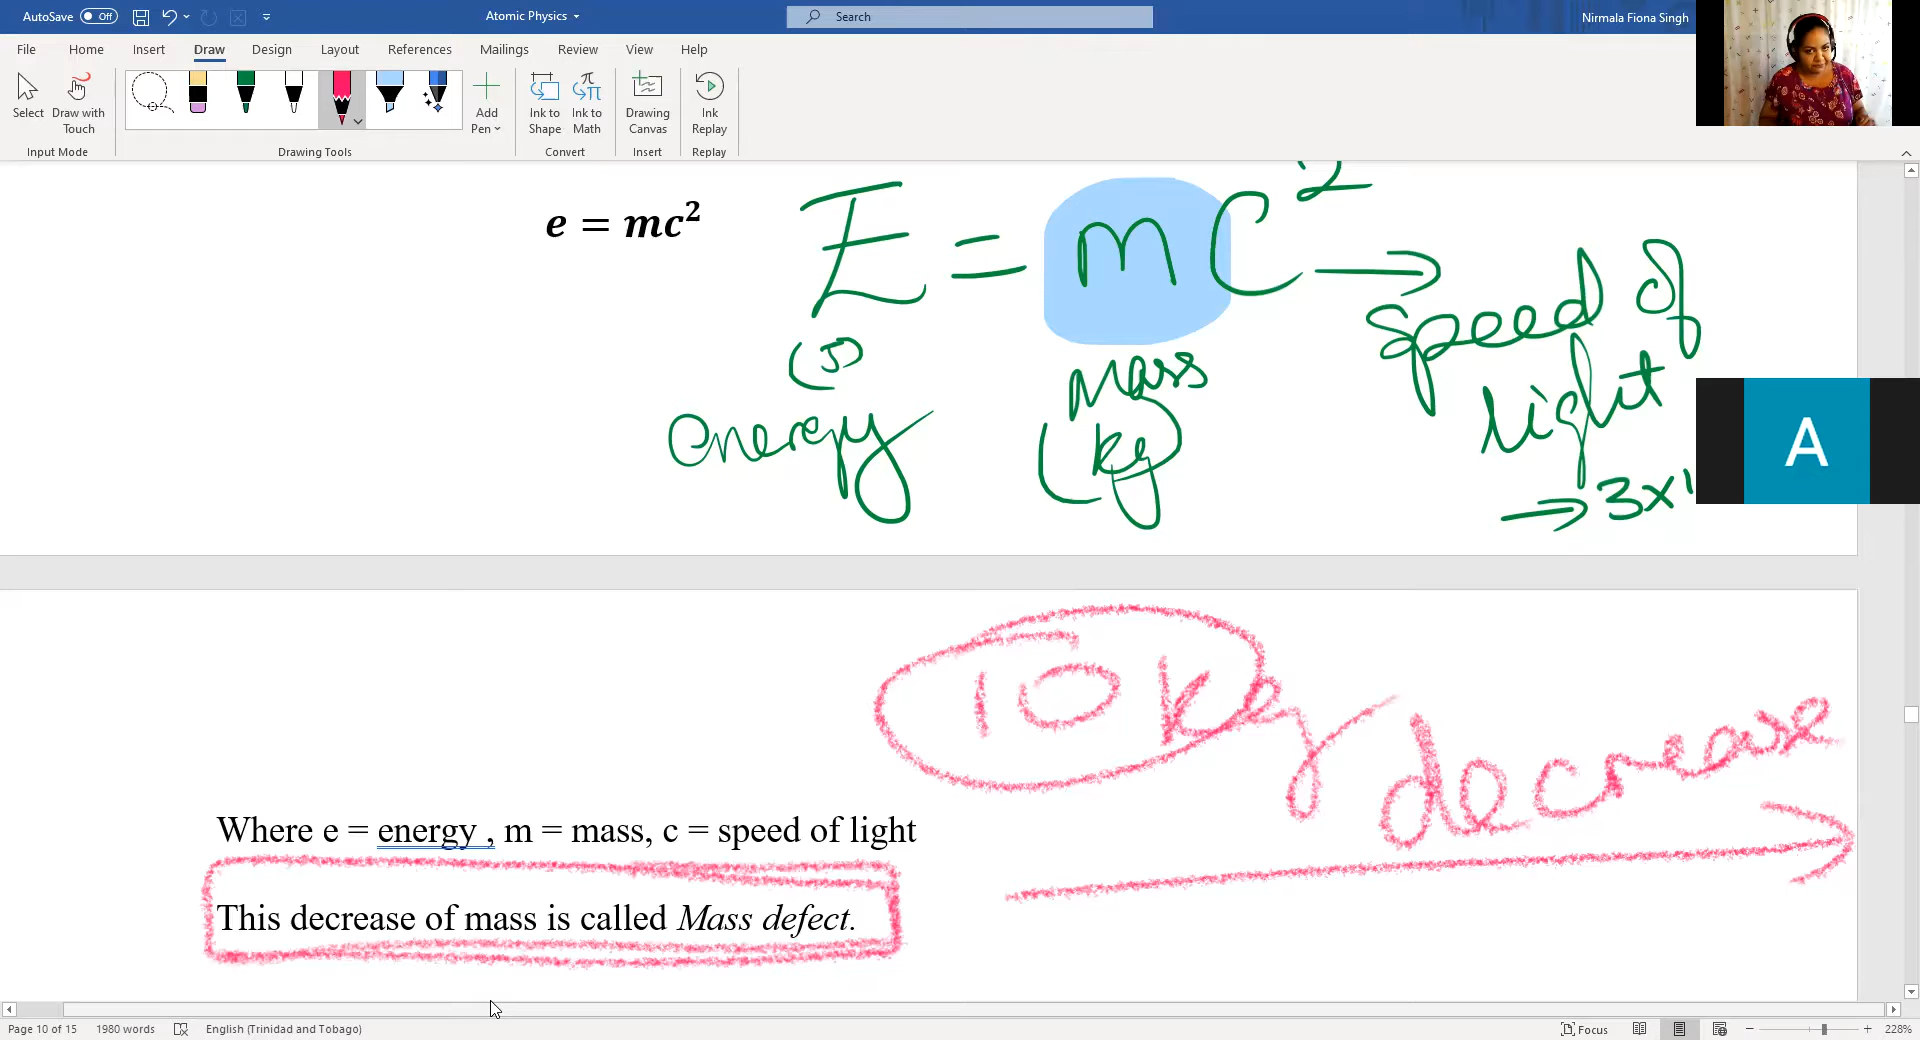 AutoSave Off
Atomic Physics
Search
Nirmala Fiona Singh
File Home Insert Draw Design Layout References Mailings Review View Help
Select
Draw with Touch
Add Pen
Ink to Shape
Ink to Math
Drawing Canvas
Ink Replay
Input Mode
Drawing Tools
Convert
Insert
Replay
e = mc²
E = mC²
speed of
light
→ 3x1
(J)
energy
Mass
(kg)
A
10kg decrease
Where e = energy , m = mass, c = speed of light
This decrease of mass is called Mass defect.
Page 10 of 15 1980 words English (Trinidad and Tobago) Focus 228%